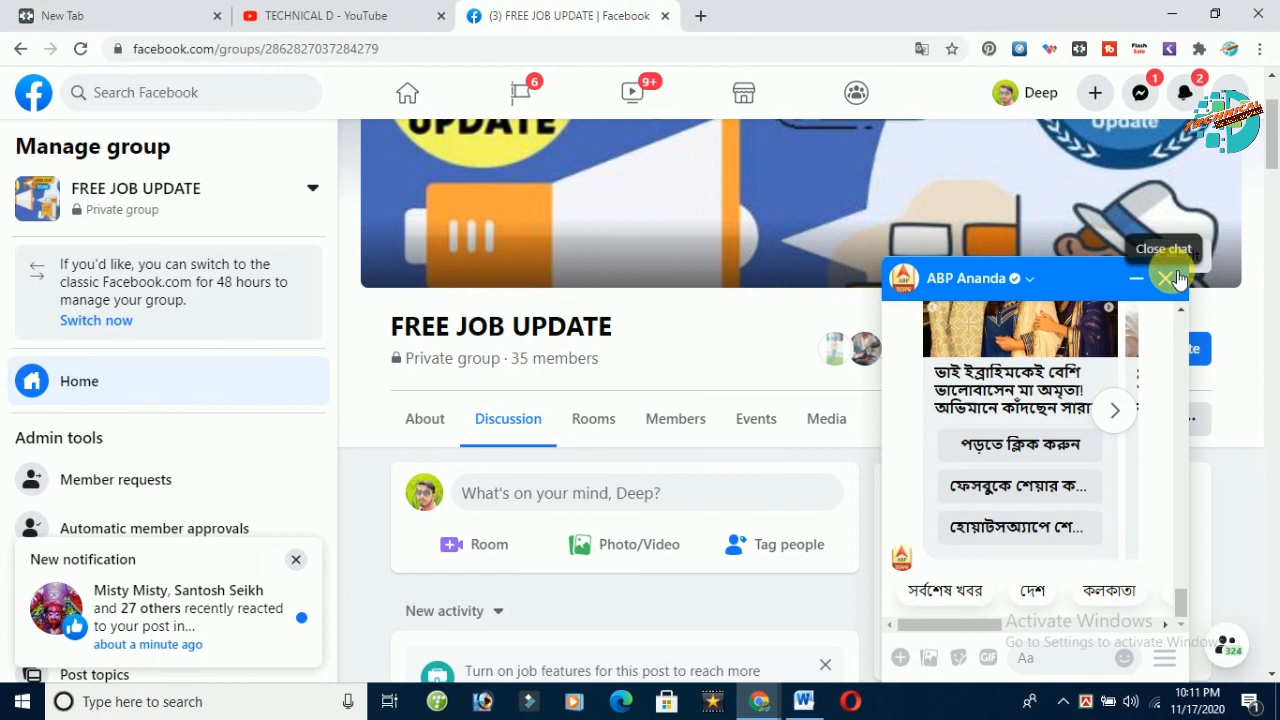 New Tab
TECHNICAL D - YouTube
(3) FREE JOB UPDATE | Facebook
facebook.com/groups/2862827037284279
Search Facebook
6
9+
Deep
1
2
Manage group
FREE JOB UPDATE
Private group
If you'd like, you can switch to the
classic Facebook.com for 48 hours to
manage your group.
Switch now
Home
Admin tools
Member requests
Automatic member approvals
New notification
Misty Misty, Santosh Seikh
and 27 others recently reacted
to your post in...
about a minute ago
Post topics
UPDATE
Update
FREE JOB UPDATE
Private group · 35 members
About
Discussion
Rooms
Members
Events
Media
What's on your mind, Deep?
Room
Photo/Video
Tag people
New activity
Turn on job features for this post to reach more
Close chat
ABP Ananda
ভাই ইব্রাহিমকেই বেশি
ভালোবাসেন মা অমৃতা!
অভিমানে কাঁদছেন সারা
পড়তে ক্লিক করুন
ফেসবুকে শেয়ার ক...
হোয়াটসঅ্যাপে শে...
সর্বশেষ খবর
দেশ
কলকাতা
Activate Windows
Go to Settings to activate Windows
GIF
Aa
324
Type here to search
10:11 PM
11/17/2020
1